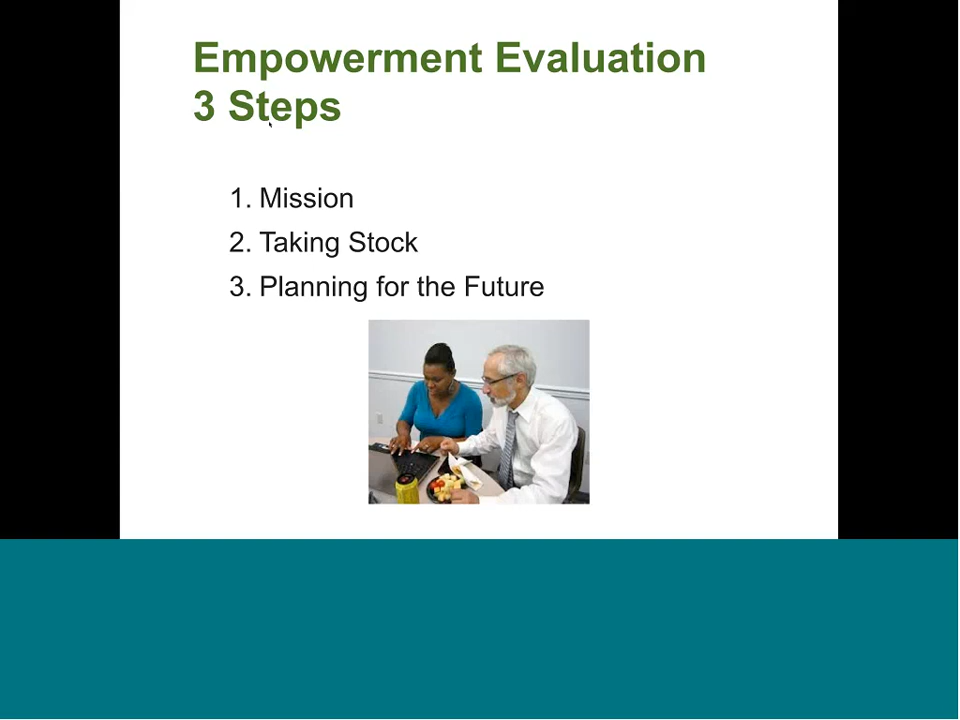 Empowerment Evaluation
3 Steps
1. Mission
2. Taking Stock
3. Planning for the Future